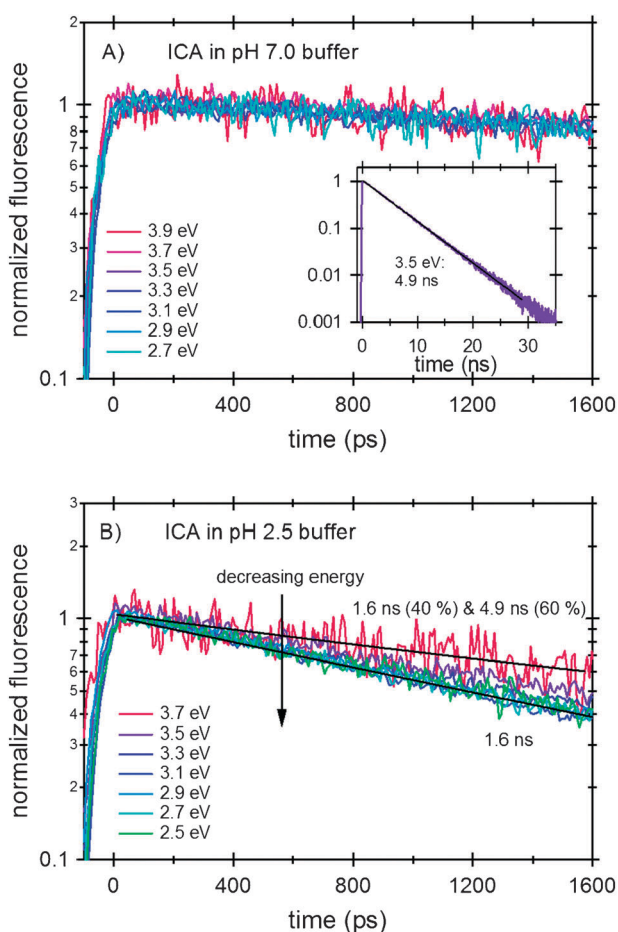 A) ICA in pH 7.0 buffer
normalized fluorescence
2
1
9
8
7
6
5
4
3
2
0.1
3.9 eV
3.7 eV
3.5 eV
3.3 eV
3.1 eV
2.9 eV
2.7 eV
1
0.1
0.01
0.001
3.5 eV:
4.9 ns
0 10 20 30
time (ns)
0 400 800 1200 1600
time (ps)
B) ICA in pH 2.5 buffer
normalized fluorescence
3
2
1
9
8
7
6
5
4
3
2
0.1
decreasing energy
1.6 ns (40 %) & 4.9 ns (60 %)
1.6 ns
3.7 eV
3.5 eV
3.3 eV
3.1 eV
2.9 eV
2.7 eV
2.5 eV
0 400 800 1200 1600
time (ps)